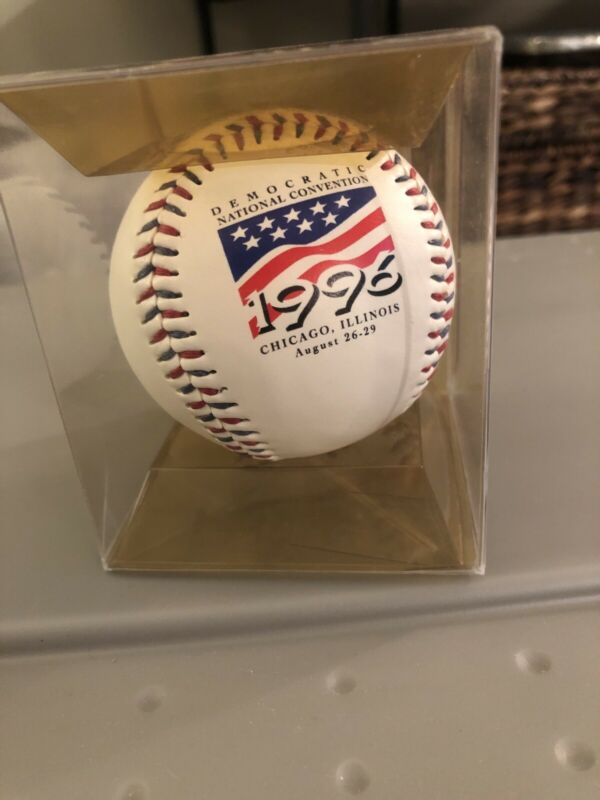 DEMOCRATIC
NATIONAL CONVENTION
1996
CHICAGO, ILLINOIS
August 26-29